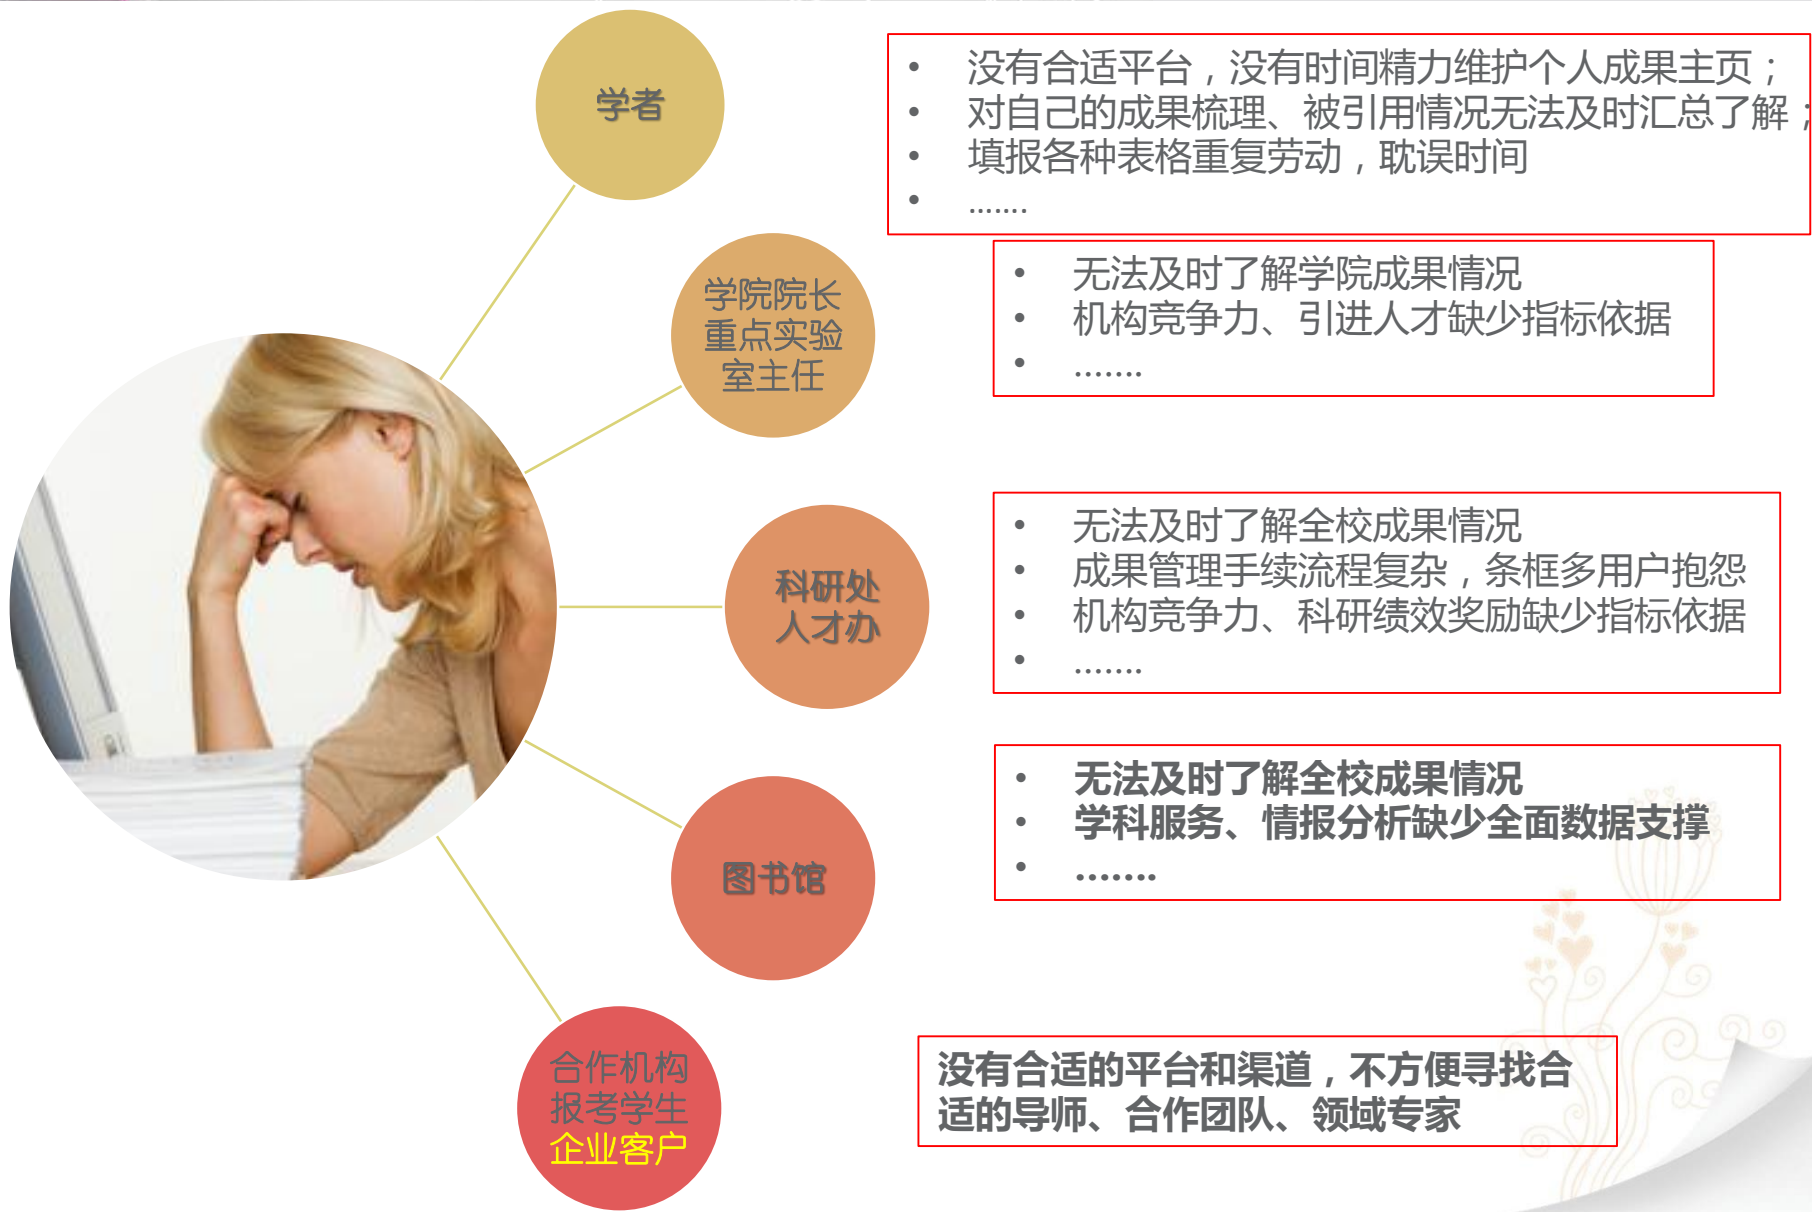 学者
• 没有合适平台，没有时间精力维护个人成果主页；
• 对自己的成果梳理、被引用情况无法及时汇总了解；
• 填报各种表格重复劳动，耽误时间
• .......
学院院长
重点实验
室主任
• 无法及时了解学院成果情况
• 机构竞争力、引进人才缺少指标依据
• .......
科研处
人才办
• 无法及时了解全校成果情况
• 成果管理手续流程复杂，条框多用户抱怨
• 机构竞争力、科研绩效奖励缺少指标依据
• .......
图书馆
• 无法及时了解全校成果情况
• 学科服务、情报分析缺少全面数据支撑
• .......
合作机构
报考学生
企业客户
没有合适的平台和渠道，不方便寻找合
适的导师、合作团队、领域专家